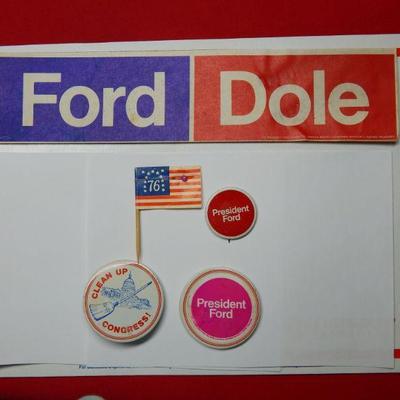 Ford Dole
76
President
Ford
CLEAN UP
CONGRESS!
President
Ford